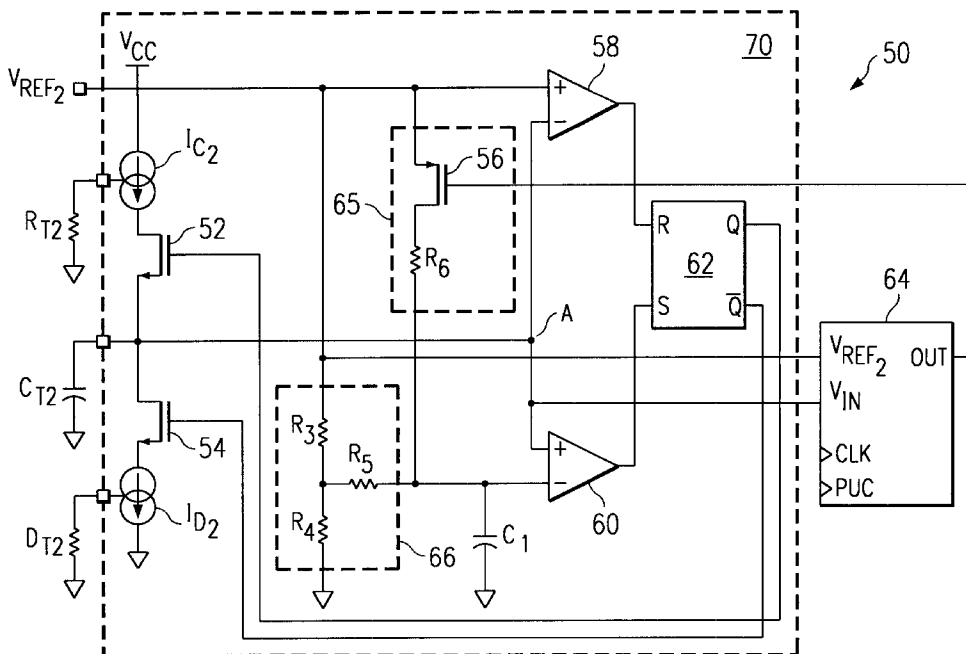 70
58
50
V_CC
V_REF2
+
−
I_C2
56
65
R_T2
52
R_6
R Q
62
S Q̅
64
A
V_REF2 OUT
V_IN
C_T2
54
R_3
R_5
+
−
60
CLK
PUC
R_4
C_1
66
D_T2
I_D2